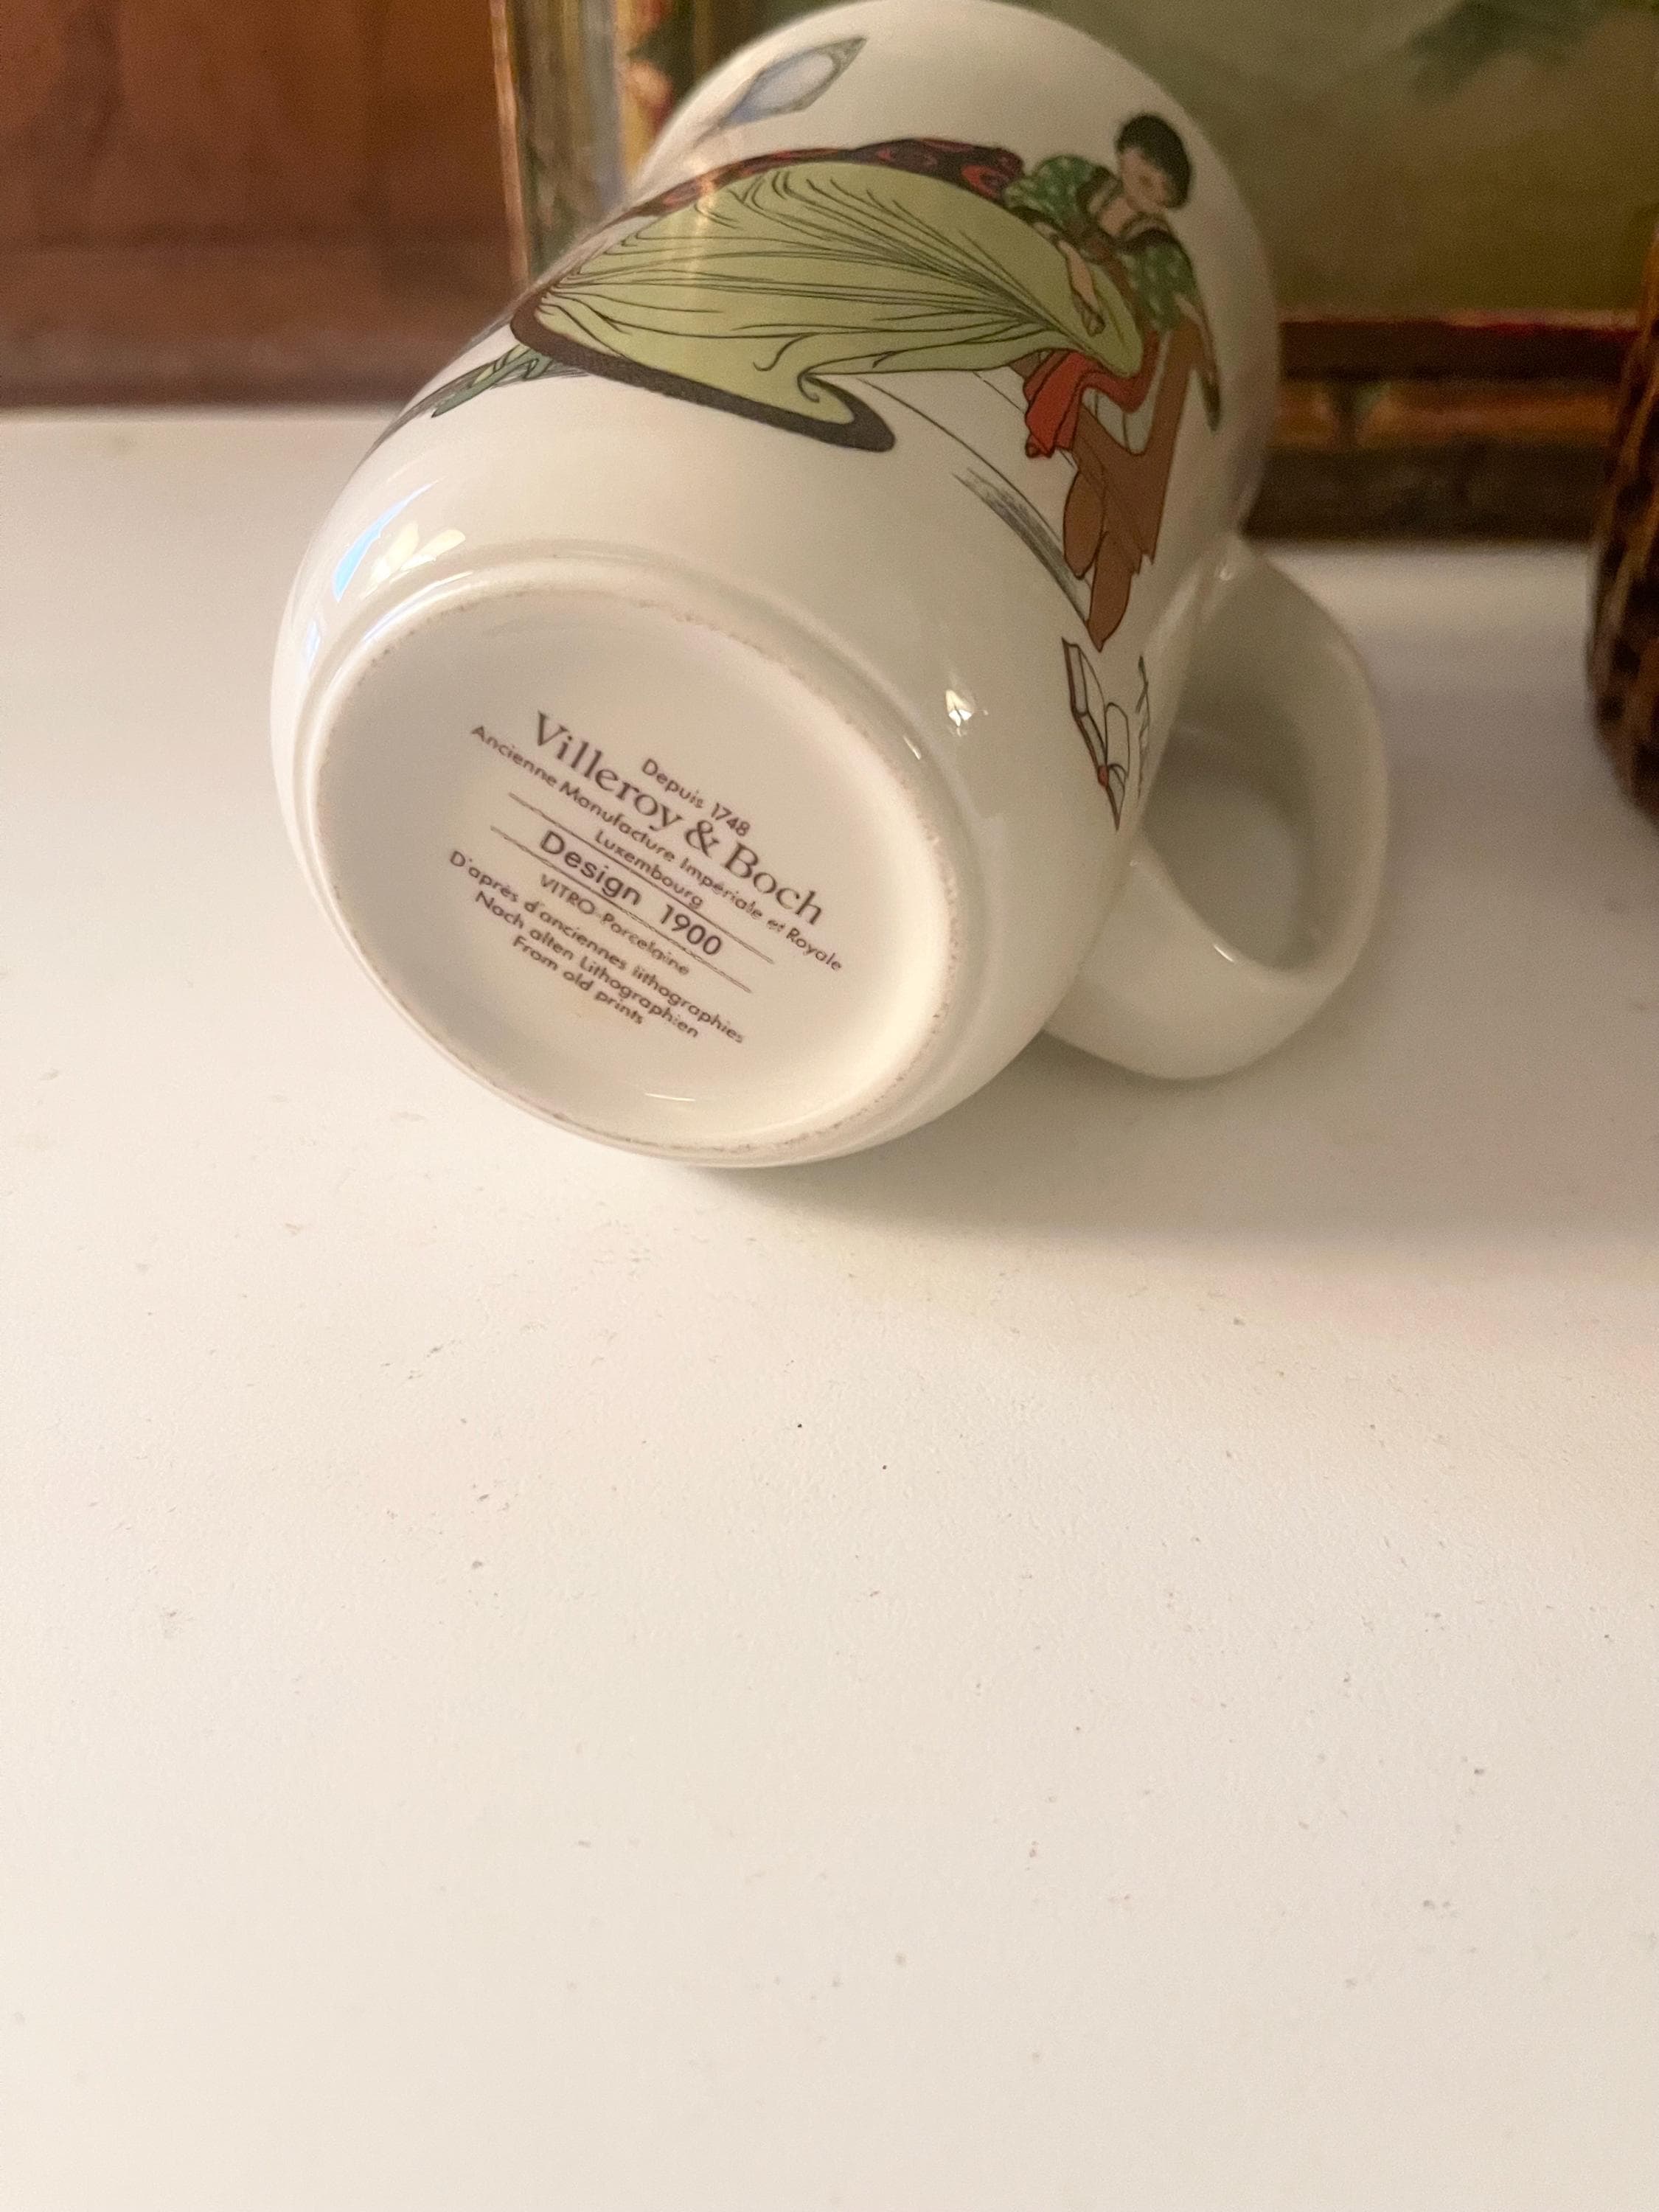 Depuis 1748
Villeroy & Boch
Ancienne Manufacture Impériale et Royale
Luxembourg
Design 1900
VITRO-Porcelaine
D'après d'anciennes lithographies
Nach alten Lithographien
From old prints